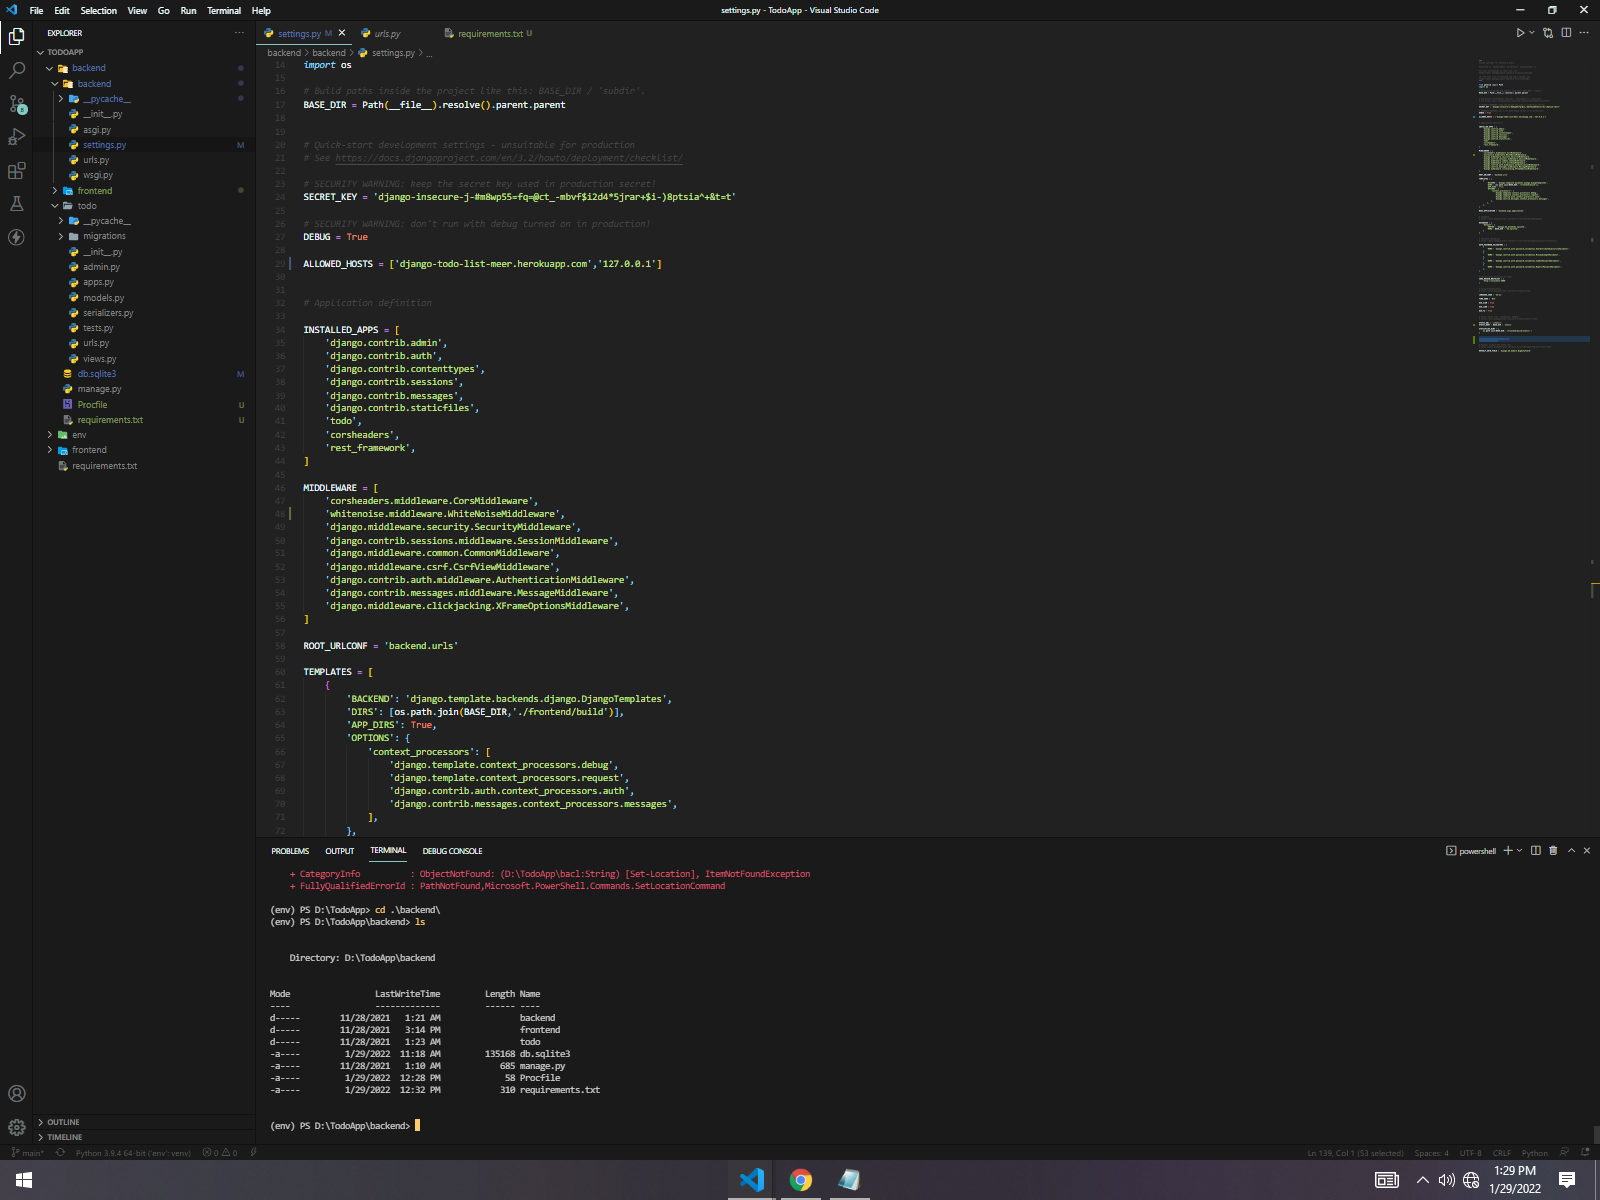 File Edit Selection View Go Run Terminal Help
settings.py - TodoApp - Visual Studio Code
EXPLORER
TODOAPP
backend
backend
__pycache__
__init__.py
asgi.py
settings.py M
urls.py
wsgi.py
frontend
todo
__pycache__
migrations
__init__.py
admin.py
apps.py
models.py
serializers.py
tests.py
urls.py
views.py
db.sqlite3 M
manage.py
Procfile U
requirements.txt U
env
frontend
requirements.txt
OUTLINE
TIMELINE
settings.py M
urls.py
requirements.txt U
backend > backend > settings.py > ...
14 import os
15
16 # Build paths inside the project like this: BASE_DIR / 'subdir'.
17 BASE_DIR = Path(__file__).resolve().parent.parent
18
19
20 # Quick-start development settings - unsuitable for production
21 # See https://docs.djangoproject.com/en/3.2/howto/deployment/checklist/
22
23 # SECURITY WARNING: keep the secret key used in production secret!
24 SECRET_KEY = 'django-insecure-j-#m8wp55=fq=@ct_-mbvf$i2d4*5jrar+$i-)8ptsia^+&t=t'
25
26 # SECURITY WARNING: don't run with debug turned on in production!
27 DEBUG = True
28
29 ALLOWED_HOSTS = ['django-todo-list-meer.herokuapp.com','127.0.0.1']
30
31
32 # Application definition
33
34 INSTALLED_APPS = [
35 'django.contrib.admin',
36 'django.contrib.auth',
37 'django.contrib.contenttypes',
38 'django.contrib.sessions',
39 'django.contrib.messages',
40 'django.contrib.staticfiles',
41 'todo',
42 'corsheaders',
43 'rest_framework',
44 ]
45
46 MIDDLEWARE = [
47 'corsheaders.middleware.CorsMiddleware',
48 'whitenoise.middleware.WhiteNoiseMiddleware',
49 'django.middleware.security.SecurityMiddleware',
50 'django.contrib.sessions.middleware.SessionMiddleware',
51 'django.middleware.common.CommonMiddleware',
52 'django.middleware.csrf.CsrfViewMiddleware',
53 'django.contrib.auth.middleware.AuthenticationMiddleware',
54 'django.contrib.messages.middleware.MessageMiddleware',
55 'django.middleware.clickjacking.XFrameOptionsMiddleware',
56 ]
57
58 ROOT_URLCONF = 'backend.urls'
59
60 TEMPLATES = [
61 {
62 'BACKEND': 'django.template.backends.django.DjangoTemplates',
63 'DIRS': [os.path.join(BASE_DIR,'./frontend/build')],
64 'APP_DIRS': True,
65 'OPTIONS': {
66 'context_processors': [
67 'django.template.context_processors.debug',
68 'django.template.context_processors.request',
69 'django.contrib.auth.context_processors.auth',
70 'django.contrib.messages.context_processors.messages',
71 ],
72 },
PROBLEMS OUTPUT TERMINAL DEBUG CONSOLE
powershell
+ CategoryInfo : ObjectNotFound: (D:\TodoApp\bacl:String) [Set-Location], ItemNotFoundException
+ FullyQualifiedErrorId : PathNotFound,Microsoft.PowerShell.Commands.SetLocationCommand
(env) PS D:\TodoApp> cd .\backend\
(env) PS D:\TodoApp\backend> ls
Directory: D:\TodoApp\backend
Mode LastWriteTime Length Name
---- ------------- ------ ----
d----- 11/28/2021 1:21 AM backend
d----- 11/28/2021 3:14 PM frontend
d----- 11/28/2021 1:23 AM todo
-a---- 1/29/2022 11:18 AM 135168 db.sqlite3
-a---- 11/28/2021 1:10 AM 685 manage.py
-a---- 1/29/2022 12:28 PM 58 Procfile
-a---- 1/29/2022 12:32 PM 310 requirements.txt
(env) PS D:\TodoApp\backend>
main* Python 3.9.4 64-bit ('env': venv) 0 0
Ln 139, Col 1 (53 selected) Spaces: 4 UTF-8 CRLF Python
1:29 PM
1/29/2022